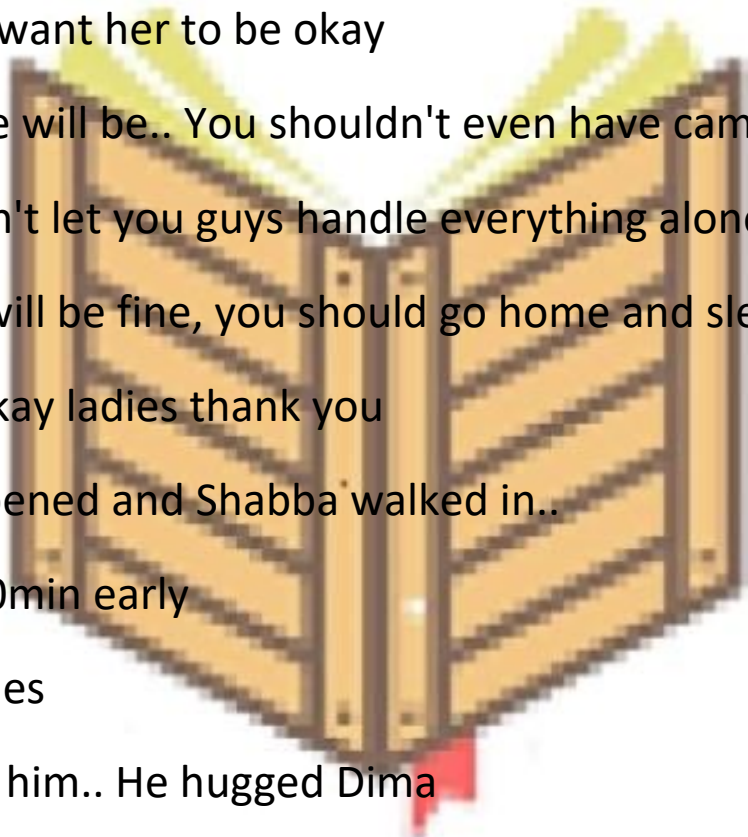 want her to be okay
e will be.. You shouldn't even have cam
n't let you guys handle everything alon
will be fine, you should go home and sle
kay ladies thank you
ened and Shabba walked in..
0min early
es
him.. He hugged Dima